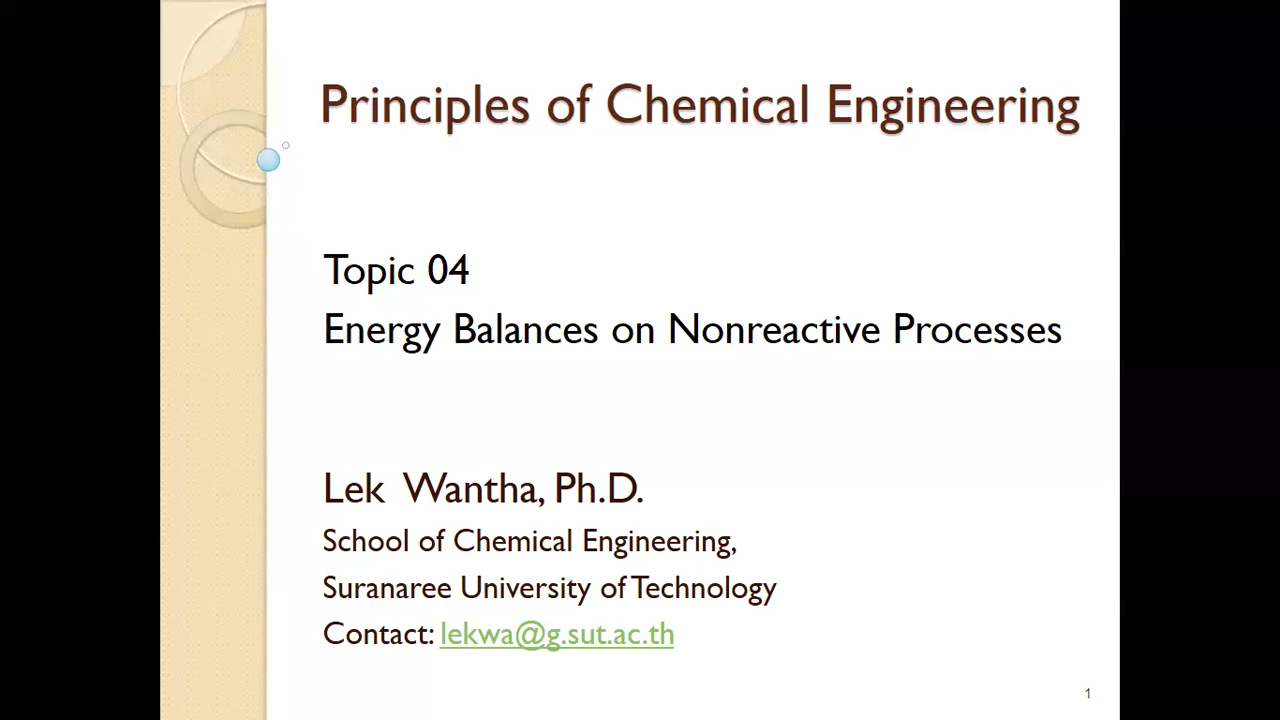 Principles of Chemical Engineering
Topic 04
Energy Balances on Nonreactive Processes
Lek Wantha, Ph.D.
School of Chemical Engineering,
Suranaree University of Technology
Contact: lekwa@g.sut.ac.th
1